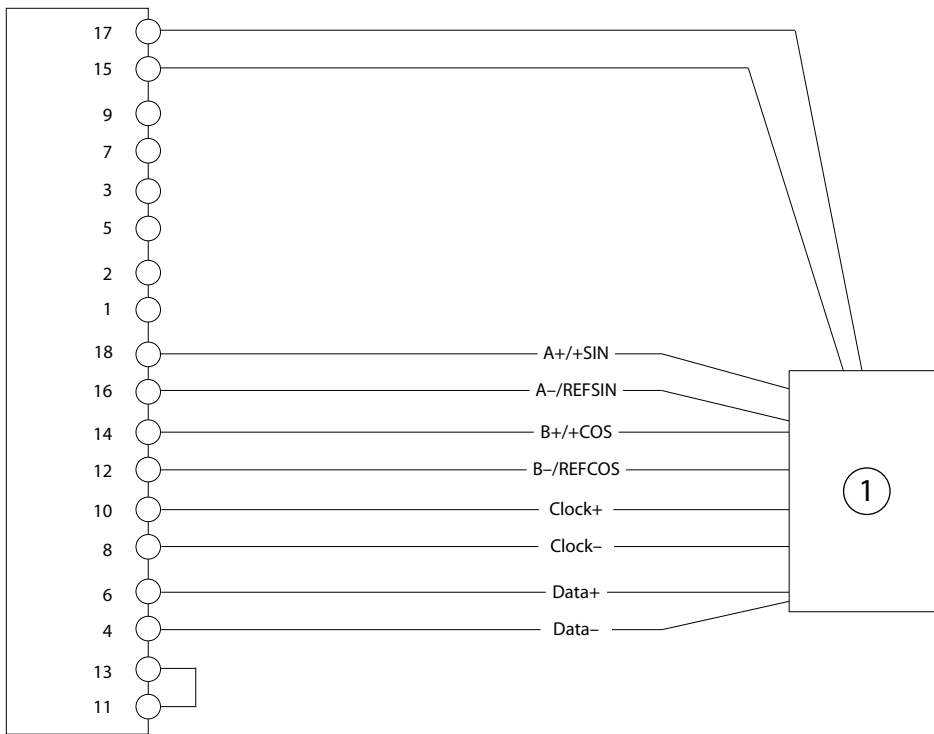 17
15
9
7
3
5
2
1
18 A+/+SIN
16 A–/REFSIN
14 B+/+COS
12 B–/REFCOS
1
10 Clock+
8 Clock–
6 Data+
4 Data–
13
11